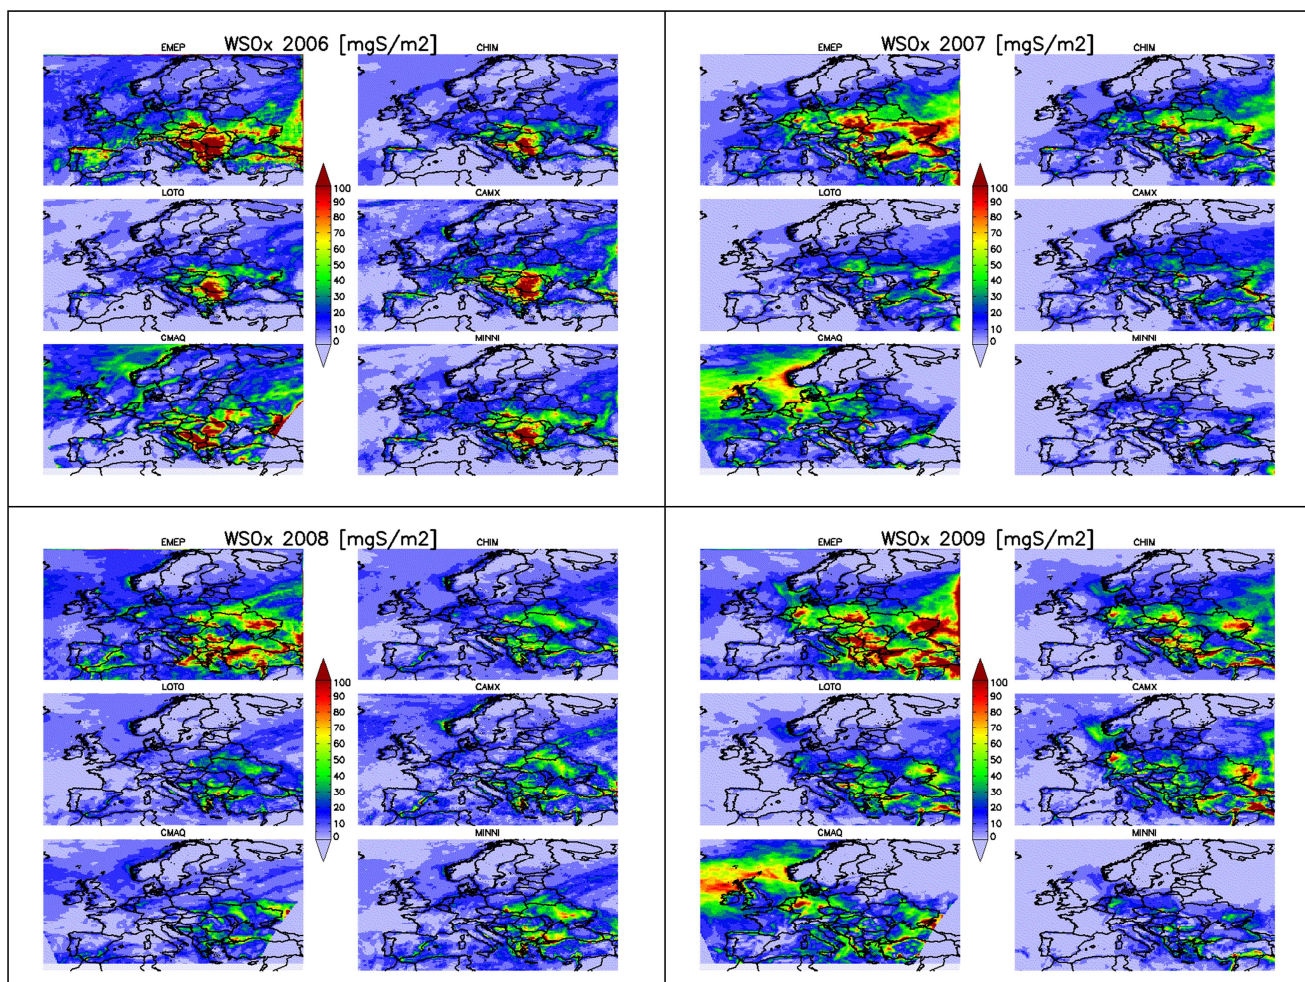 WSOx 2006 [mgS/m2]
EMEP CHIM
LOTO CAMX
CMAQ MINNI
100
90
80
70
60
50
40
30
20
10
0
WSOx 2007 [mgS/m2]
EMEP CHIM
LOTO CAMX
CMAQ MINNI
100
90
80
70
60
50
40
30
20
10
0
WSOx 2008 [mgS/m2]
EMEP CHIM
LOTO CAMX
CMAQ MINNI
100
90
80
70
60
50
40
30
20
10
0
WSOx 2009 [mgS/m2]
EMEP CHIM
LOTO CAMX
CMAQ MINNI
100
90
80
70
60
50
40
30
20
10
0